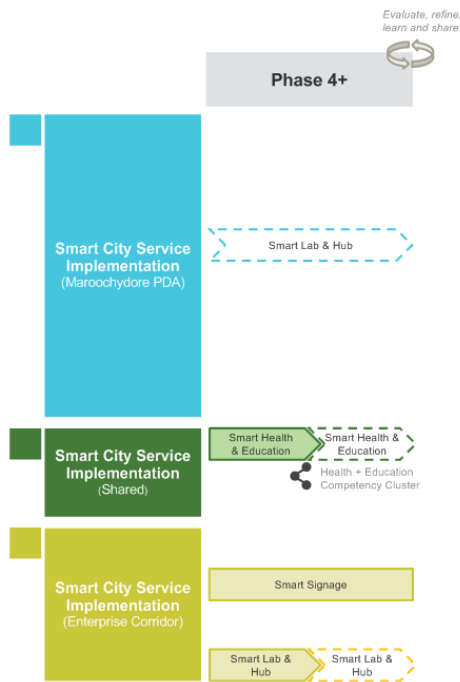 Evaluate, refine,
learn and share
Phase 4+
Smart City Service
Implementation
(Maroochydore PDA)
Smart Lab & Hub
Smart City Service
Implementation
(Shared)
Smart Health
& Education
Smart Health &
Education
Health + Education
Competency Cluster
Smart City Service
Implementation
(Enterprise Corridor)
Smart Signage
Smart Lab &
Hub
Smart Lab &
Hub